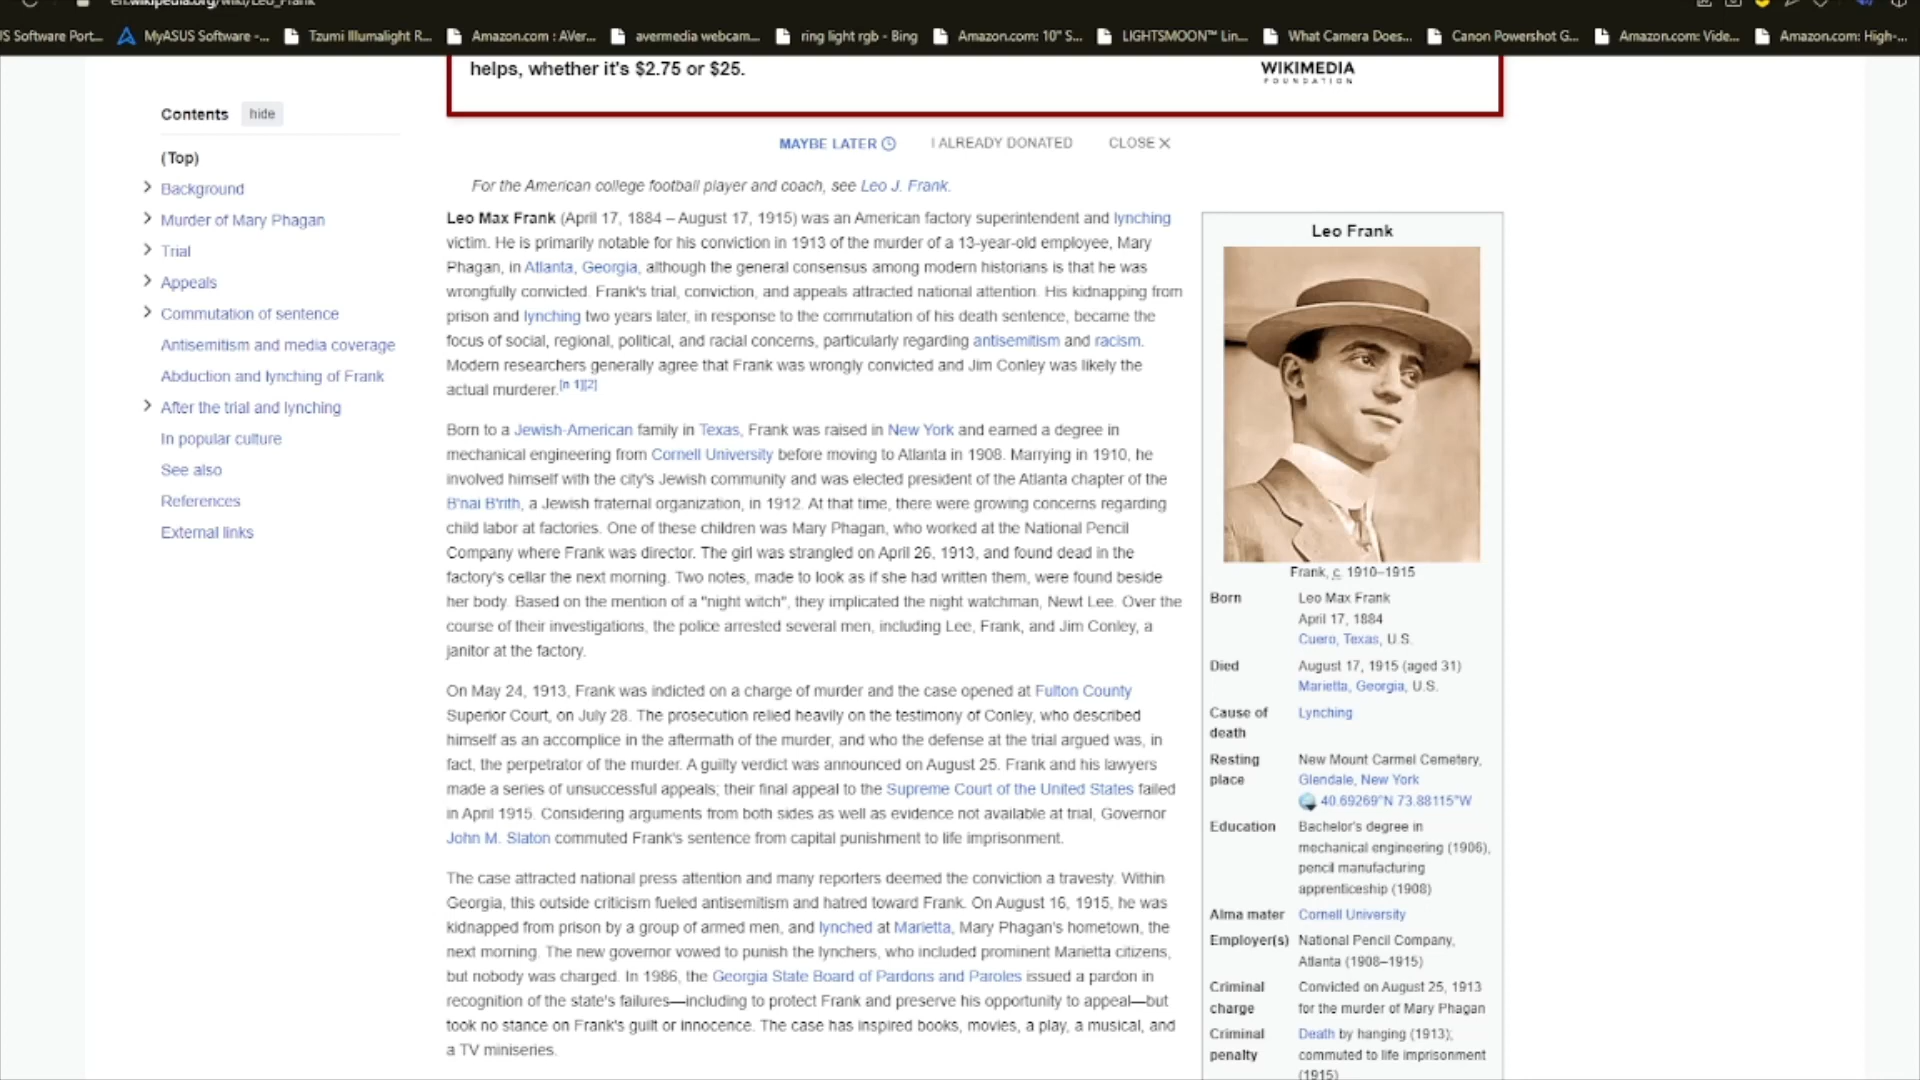 en.wikipedia.org/wiki/Leo_Frank
US Software Port... MyASUS Software -... Tzumi Illumalight R... Amazon.com : AVer... avermedia webcam... ring light rgb - Bing Amazon.com: 10" S... LIGHTSMOON™ Lin... What Camera Does... Canon Powershot G... Amazon.com: Vide... Amazon.com: High-...
helps, whether it's $2.75 or $25.
WIKIMEDIA
FOUNDATION
MAYBE LATER I ALREADY DONATED CLOSE X
Contents hide
(Top)
Background
Murder of Mary Phagan
Trial
Appeals
Commutation of sentence
Antisemitism and media coverage
Abduction and lynching of Frank
After the trial and lynching
In popular culture
See also
References
External links
For the American college football player and coach, see Leo J. Frank.
Leo Max Frank (April 17, 1884 – August 17, 1915) was an American factory superintendent and lynching
victim. He is primarily notable for his conviction in 1913 of the murder of a 13-year-old employee, Mary
Phagan, in Atlanta, Georgia, although the general consensus among modern historians is that he was
wrongfully convicted. Frank's trial, conviction, and appeals attracted national attention. His kidnapping from
prison and lynching two years later, in response to the commutation of his death sentence, became the
focus of social, regional, political, and racial concerns, particularly regarding antisemitism and racism.
Modern researchers generally agree that Frank was wrongly convicted and Jim Conley was likely the
actual murderer.[n 1][2]
Born to a Jewish-American family in Texas, Frank was raised in New York and earned a degree in
mechanical engineering from Cornell University before moving to Atlanta in 1908. Marrying in 1910, he
involved himself with the city's Jewish community and was elected president of the Atlanta chapter of the
B'nai B'rith, a Jewish fraternal organization, in 1912. At that time, there were growing concerns regarding
child labor at factories. One of these children was Mary Phagan, who worked at the National Pencil
Company where Frank was director. The girl was strangled on April 26, 1913, and found dead in the
factory's cellar the next morning. Two notes, made to look as if she had written them, were found beside
her body. Based on the mention of a "night witch", they implicated the night watchman, Newt Lee. Over the
course of their investigations, the police arrested several men, including Lee, Frank, and Jim Conley, a
janitor at the factory.
On May 24, 1913, Frank was indicted on a charge of murder and the case opened at Fulton County
Superior Court, on July 28. The prosecution relied heavily on the testimony of Conley, who described
himself as an accomplice in the aftermath of the murder, and who the defense at the trial argued was, in
fact, the perpetrator of the murder. A guilty verdict was announced on August 25. Frank and his lawyers
made a series of unsuccessful appeals; their final appeal to the Supreme Court of the United States failed
in April 1915. Considering arguments from both sides as well as evidence not available at trial, Governor
John M. Slaton commuted Frank's sentence from capital punishment to life imprisonment.
The case attracted national press attention and many reporters deemed the conviction a travesty. Within
Georgia, this outside criticism fueled antisemitism and hatred toward Frank. On August 16, 1915, he was
kidnapped from prison by a group of armed men, and lynched at Marietta, Mary Phagan's hometown, the
next morning. The new governor vowed to punish the lynchers, who included prominent Marietta citizens,
but nobody was charged. In 1986, the Georgia State Board of Pardons and Paroles issued a pardon in
recognition of the state's failures—including to protect Frank and preserve his opportunity to appeal—but
took no stance on Frank's guilt or innocence. The case has inspired books, movies, a play, a musical, and
a TV miniseries.
Leo Frank
Frank, c. 1910–1915
Born Leo Max Frank
April 17, 1884
Cuero, Texas, U.S.
Died August 17, 1915 (aged 31)
Marietta, Georgia, U.S.
Cause of death Lynching
Resting place New Mount Carmel Cemetery,
Glendale, New York
40.69269°N 73.88115°W
Education Bachelor's degree in
mechanical engineering (1906),
pencil manufacturing
apprenticeship (1908)
Alma mater Cornell University
Employer(s) National Pencil Company,
Atlanta (1908–1915)
Criminal charge Convicted on August 25, 1913
for the murder of Mary Phagan
Criminal penalty Death by hanging (1913);
commuted to life imprisonment
(1915)